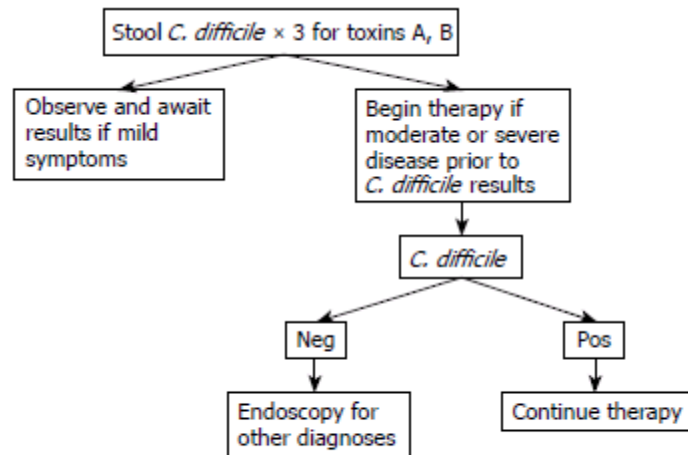 Stool C. difficile × 3 for toxins A, B
Observe and await
results if mild
symptoms
Begin therapy if
moderate or severe
disease prior to
C. difficile results
C. difficile
Neg
Pos
Endoscopy for
other diagnoses
Continue therapy